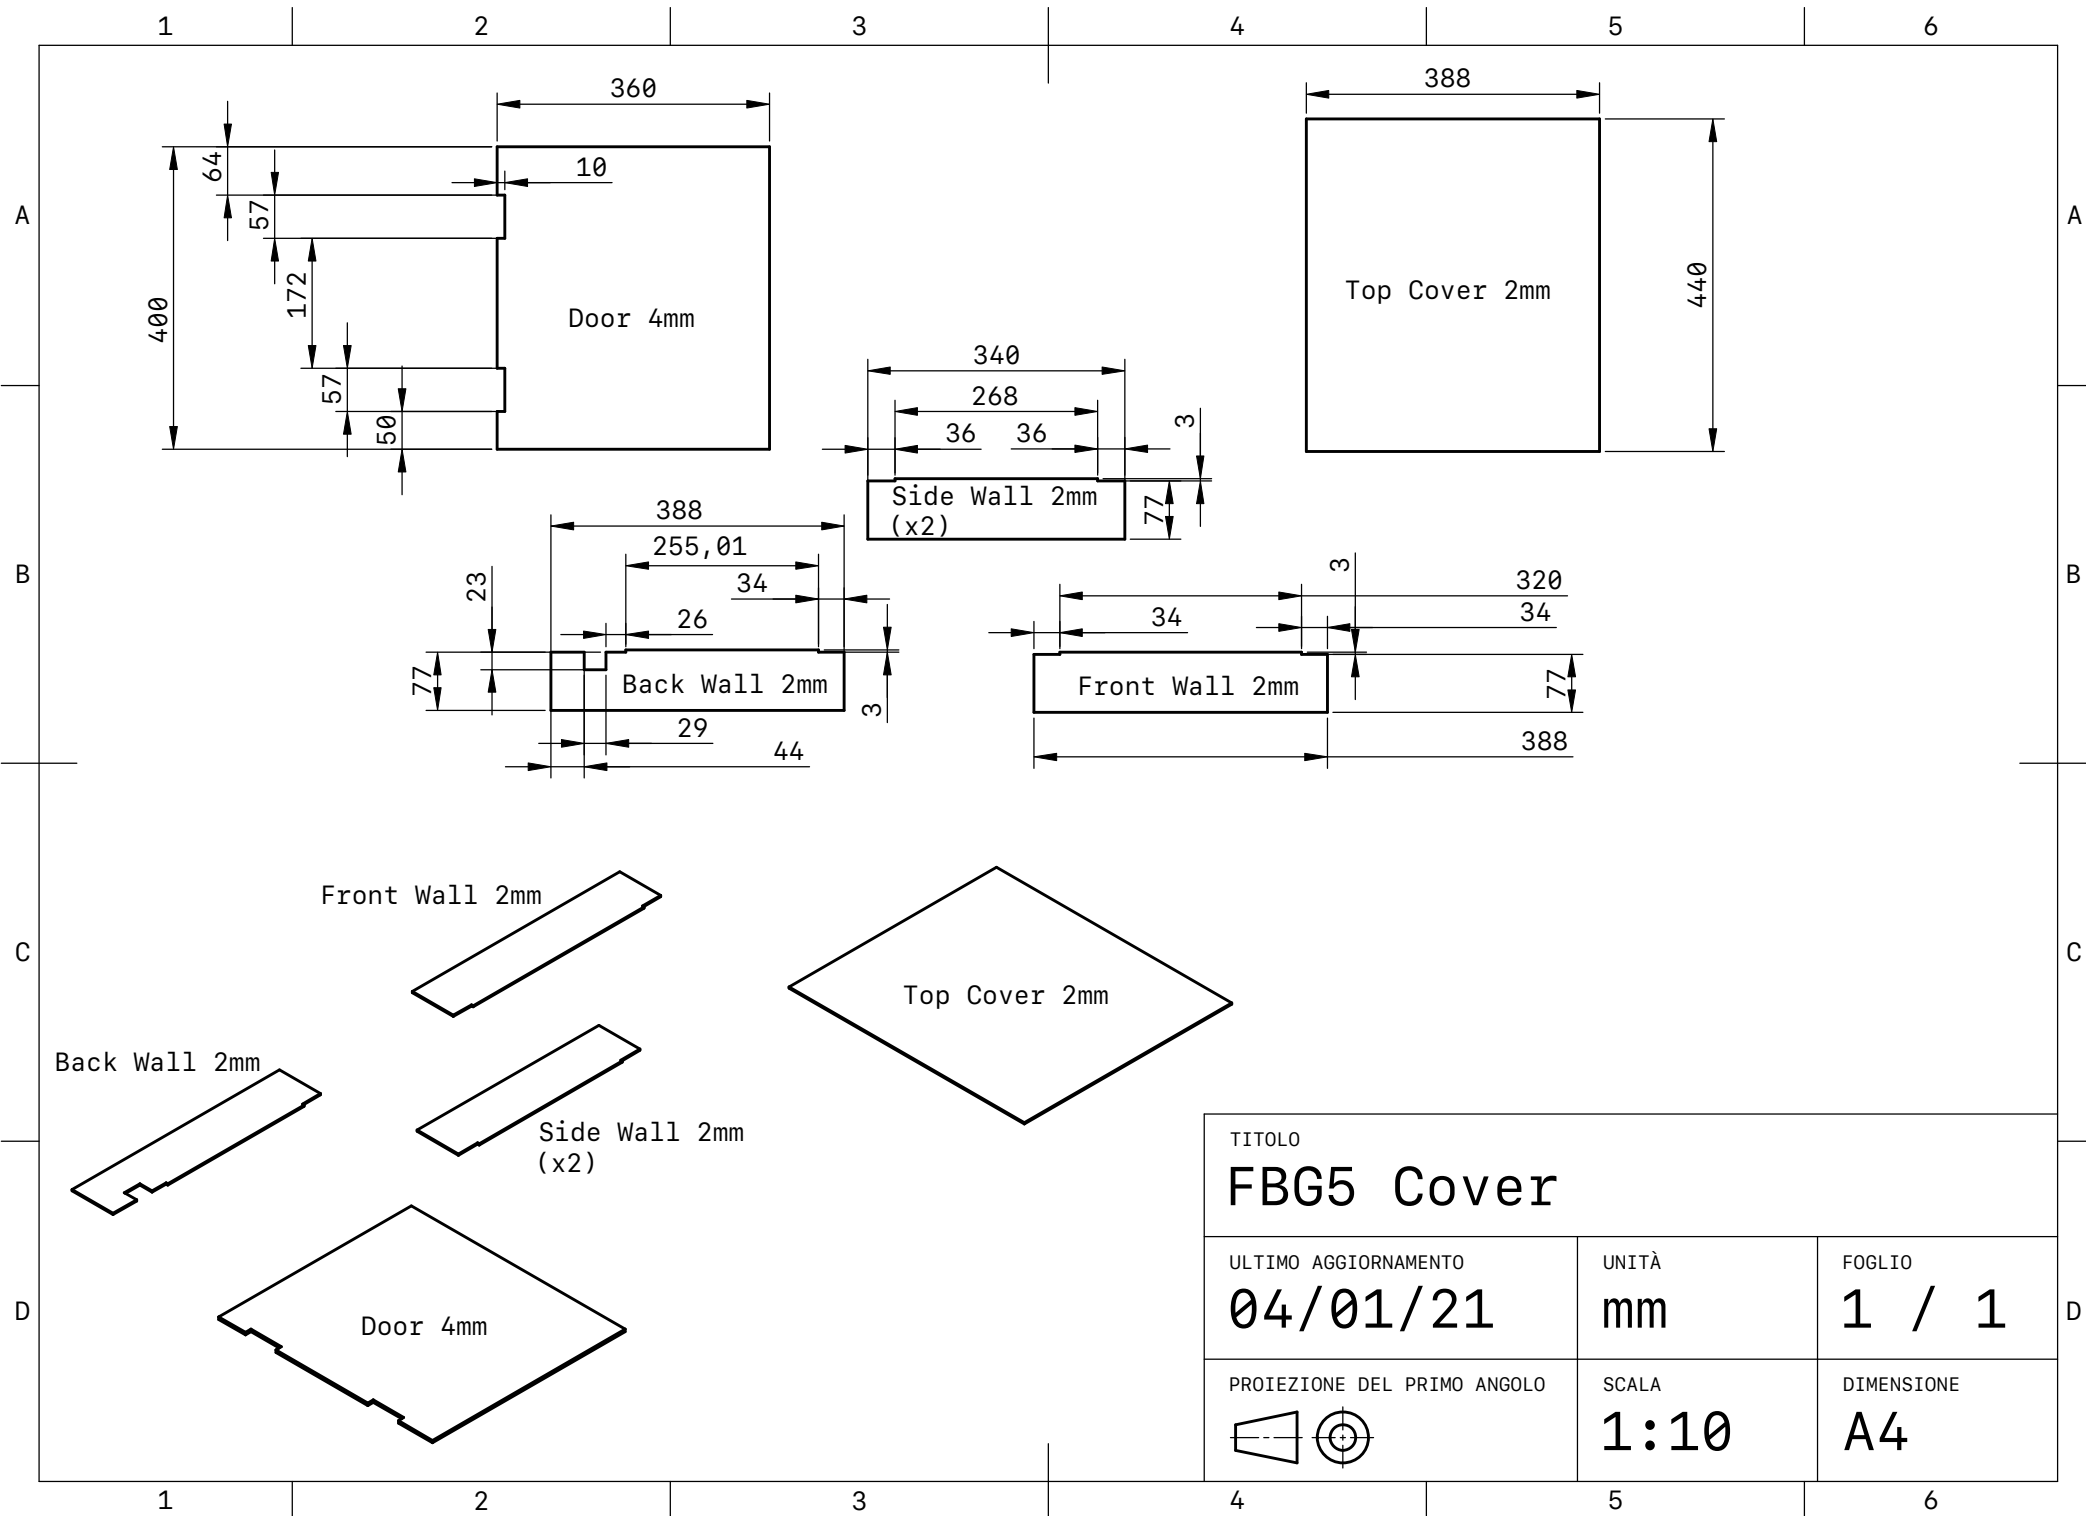 1 2 3 4 5 6
A A
B B
C C
D D
360
64
10
57
172
400
57
50
Door 4mm
388
440
Top Cover 2mm
340
268
36 36
3
77
Side Wall 2mm
(x2)
388
255,01
34
23
26
77
3
Back Wall 2mm
29
44
3
320
34
34
77
Front Wall 2mm
388
Front Wall 2mm
Top Cover 2mm
Back Wall 2mm
Side Wall 2mm
(x2)
Door 4mm
TITOLO
FBG5 Cover
ULTIMO AGGIORNAMENTO UNITÀ FOGLIO
04/01/21 mm 1 / 1
PROIEZIONE DEL PRIMO ANGOLO SCALA DIMENSIONE
1:10 A4
1 2 3 4 5 6